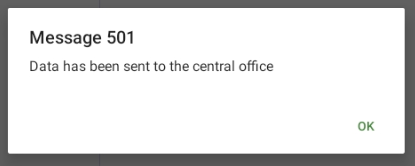 Message 501
Data has been sent to the central office
OK